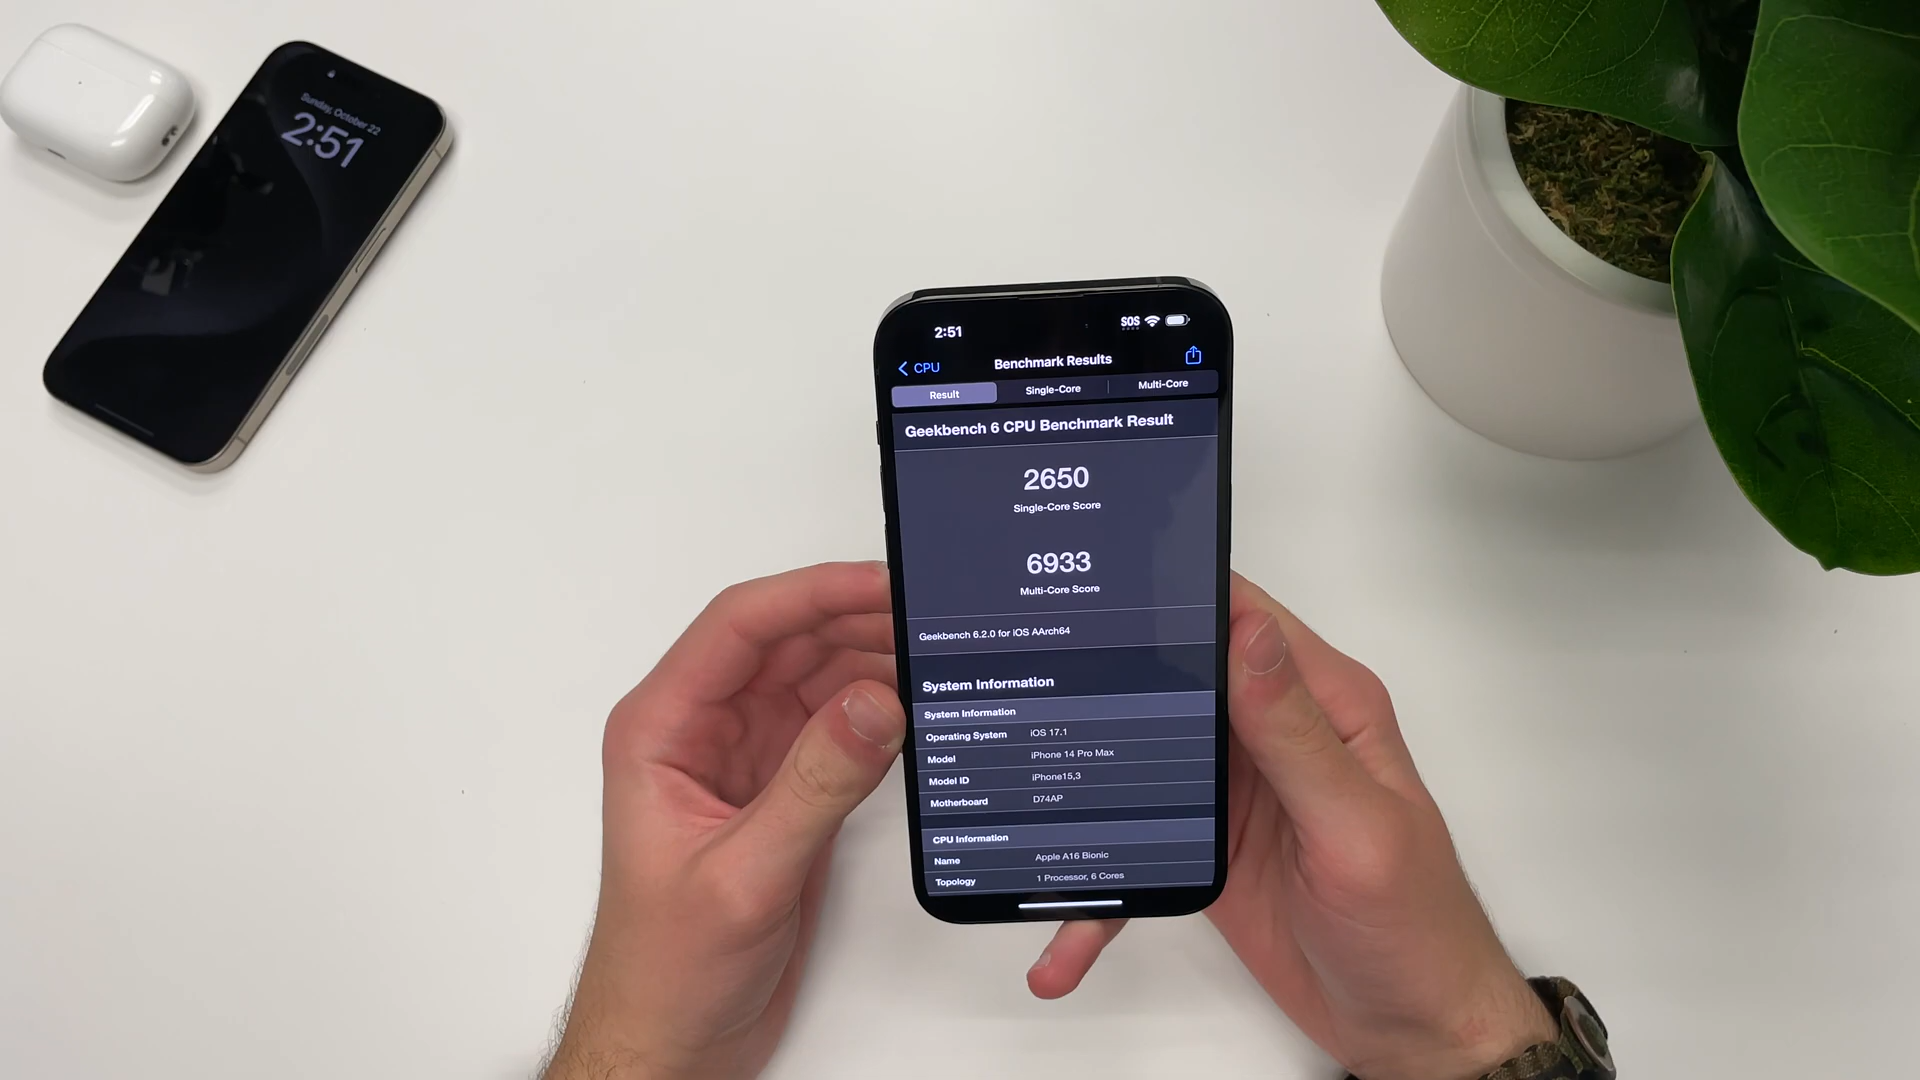 Sunday, October 22
2:51
2:51 SOS
CPU Benchmark Results
Result Single-Core Multi-Core
Geekbench 6 CPU Benchmark Result
2650
Single-Core Score
6933
Multi-Core Score
Geekbench 6.2.0 for iOS AArch64
System Information
System Information
Operating System iOS 17.1
Model iPhone 14 Pro Max
Model ID iPhone15,3
Motherboard D74AP
CPU Information
Name Apple A16 Bionic
Topology 1 Processor, 6 Cores